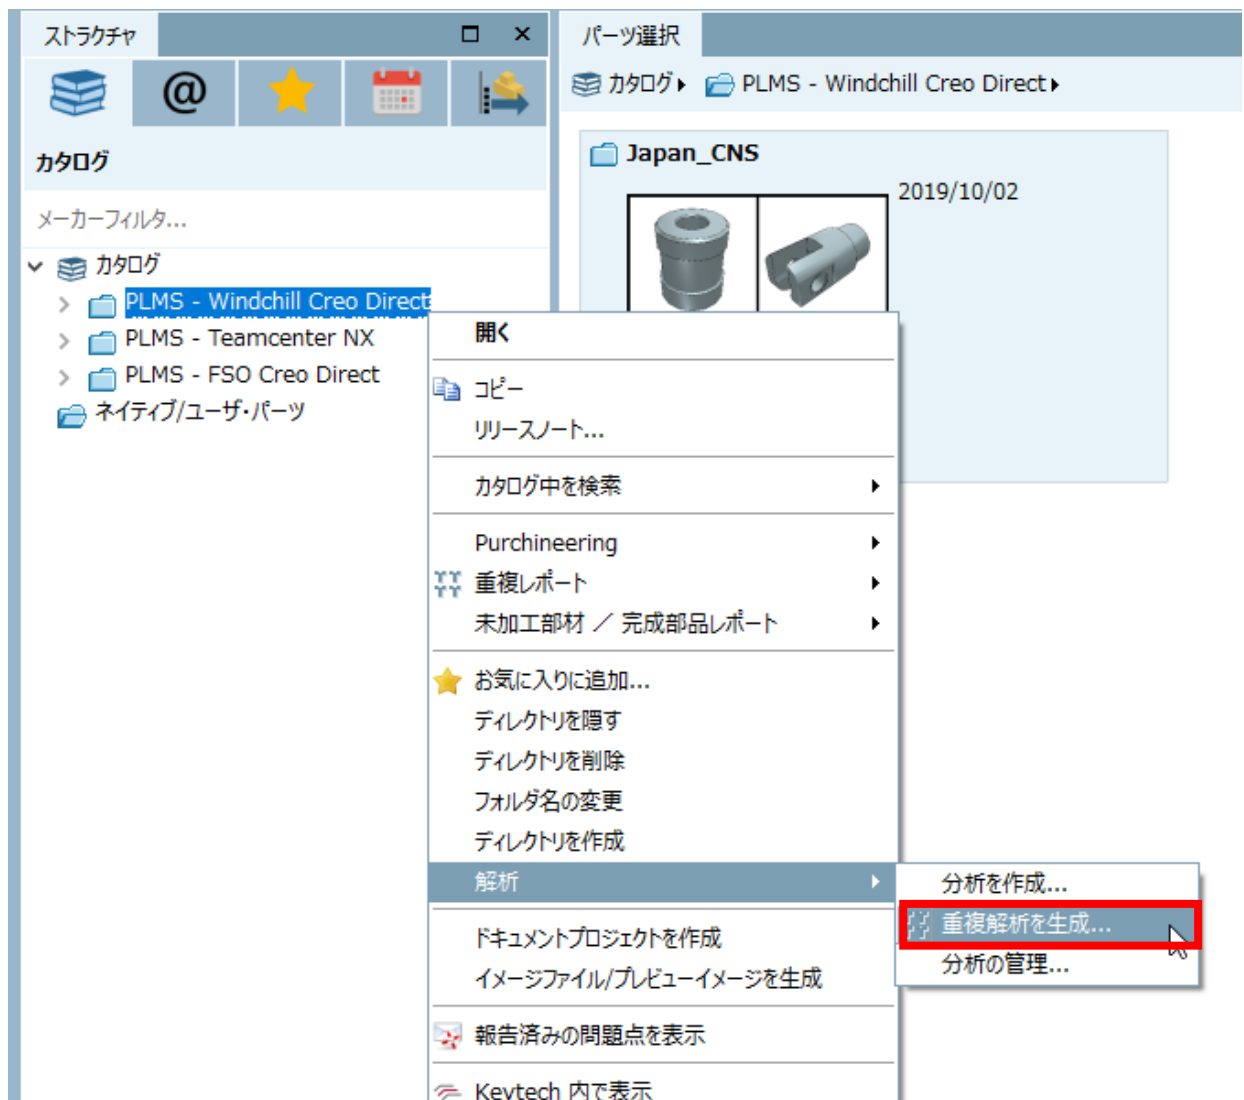 ストラクチャ
パーツ選択
カタログ
PLMS - Windchill Creo Direct
@
カタログ
メーカーフィルタ...
カタログ
PLMS - Windchill Creo Direct
PLMS - Teamcenter NX
PLMS - FSO Creo Direct
ネイティブ/ユーザ・パーツ
Japan_CNS
2019/10/02
開く
コピー
リリースノート...
カタログ中を検索
Purchineering
重複レポート
未加工部材 ／ 完成部品レポート
お気に入りに追加...
ディレクトリを隠す
ディレクトリを削除
フォルダ名の変更
ディレクトリを作成
解析
分析を作成...
重複解析を生成...
分析の管理...
ドキュメントプロジェクトを作成
イメージファイル/プレビューイメージを生成
報告済みの問題点を表示
Keytech 内で表示